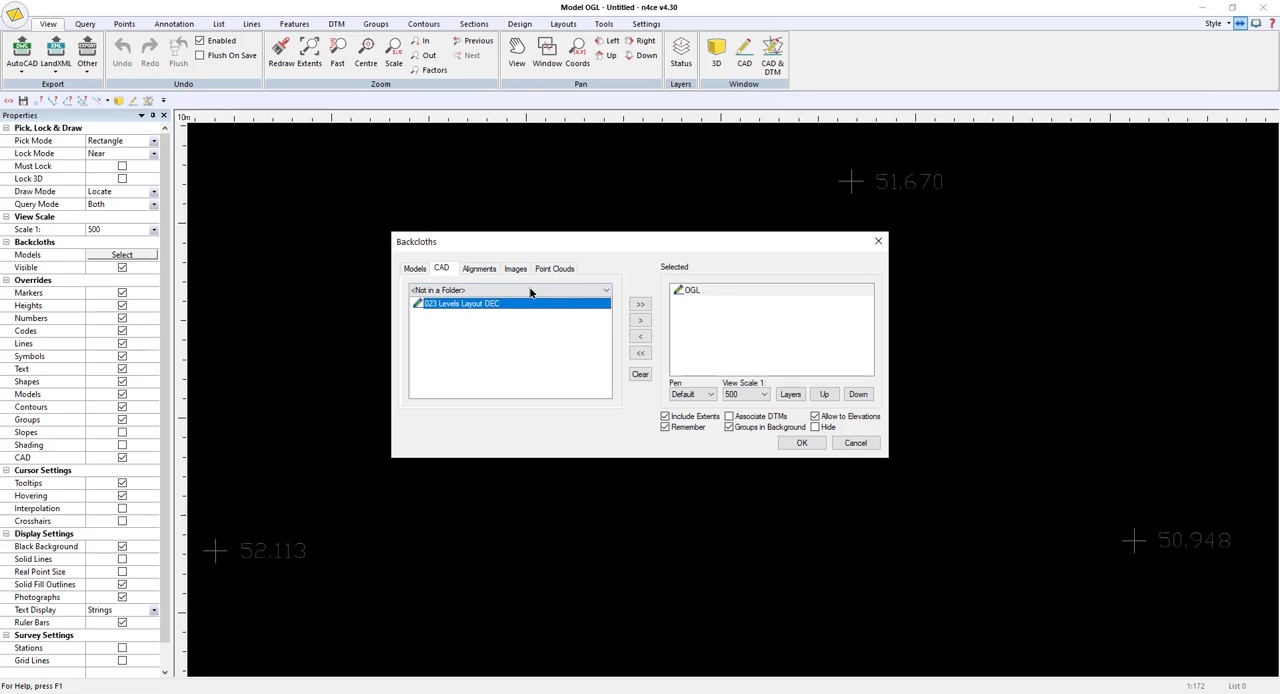 Model OGL - Untitled - n4ce v4.30
View Query Points Annotation List Lines Features DTM Groups Contours Sections Design Layouts Tools Settings Style
AutoCAD LandXML Other Undo Redo Flush Enabled Flush On Save Redraw Extents Fast Centre Scale In Out Factors Previous Next View Window Coords Left Right Up Down Status 3D CAD CAD & DTM
Export Undo Zoom Pan Layers Window
Properties
10m
Pick, Lock & Draw
Pick Mode Rectangle
Lock Mode Near
Must Lock
Lock 3D
Draw Mode Locate
Query Mode Both
View Scale
Scale 1: 500
Backcloths
Models Select
Visible
Overrides
Markers
Heights
Numbers
Codes
Lines
Symbols
Text
Shapes
Models
Contours
Groups
Slopes
Shading
CAD
Cursor Settings
Tooltips
Hovering
Interpolation
Crosshairs
Display Settings
Black Background
Solid Lines
Real Point Size
Solid Fill Outlines
Photographs
Text Display Strings
Ruler Bars
Survey Settings
Stations
Grid Lines
51.670
Backcloths
Models CAD Alignments Images Point Clouds
<Not in a Folder>
023 Levels Layout DEC
>>
>
<
<<
Clear
Selected
OGL
Pen View Scale 1:
Default 500 Layers Up Down
Include Extents Associate DTMs Allow to Elevations
Remember Groups in Background Hide
OK Cancel
52.113
50.948
For Help, press F1 1:172 List 0